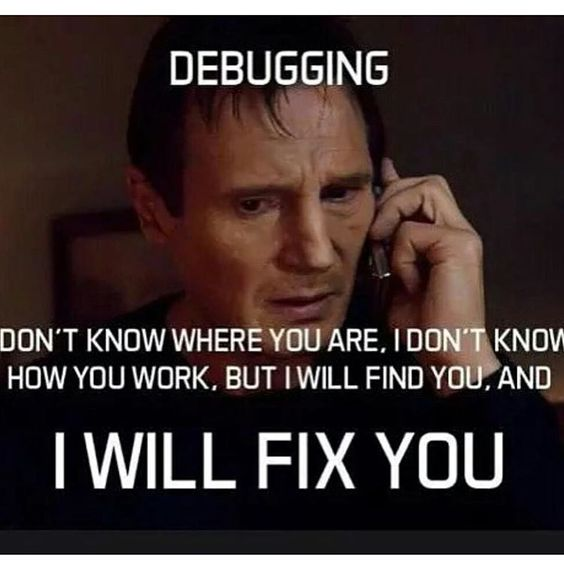 DEBUGGING
DON'T KNOW WHERE YOU ARE, I DON'T KNOW
HOW YOU WORK, BUT I WILL FIND YOU, AND
I WILL FIX YOU